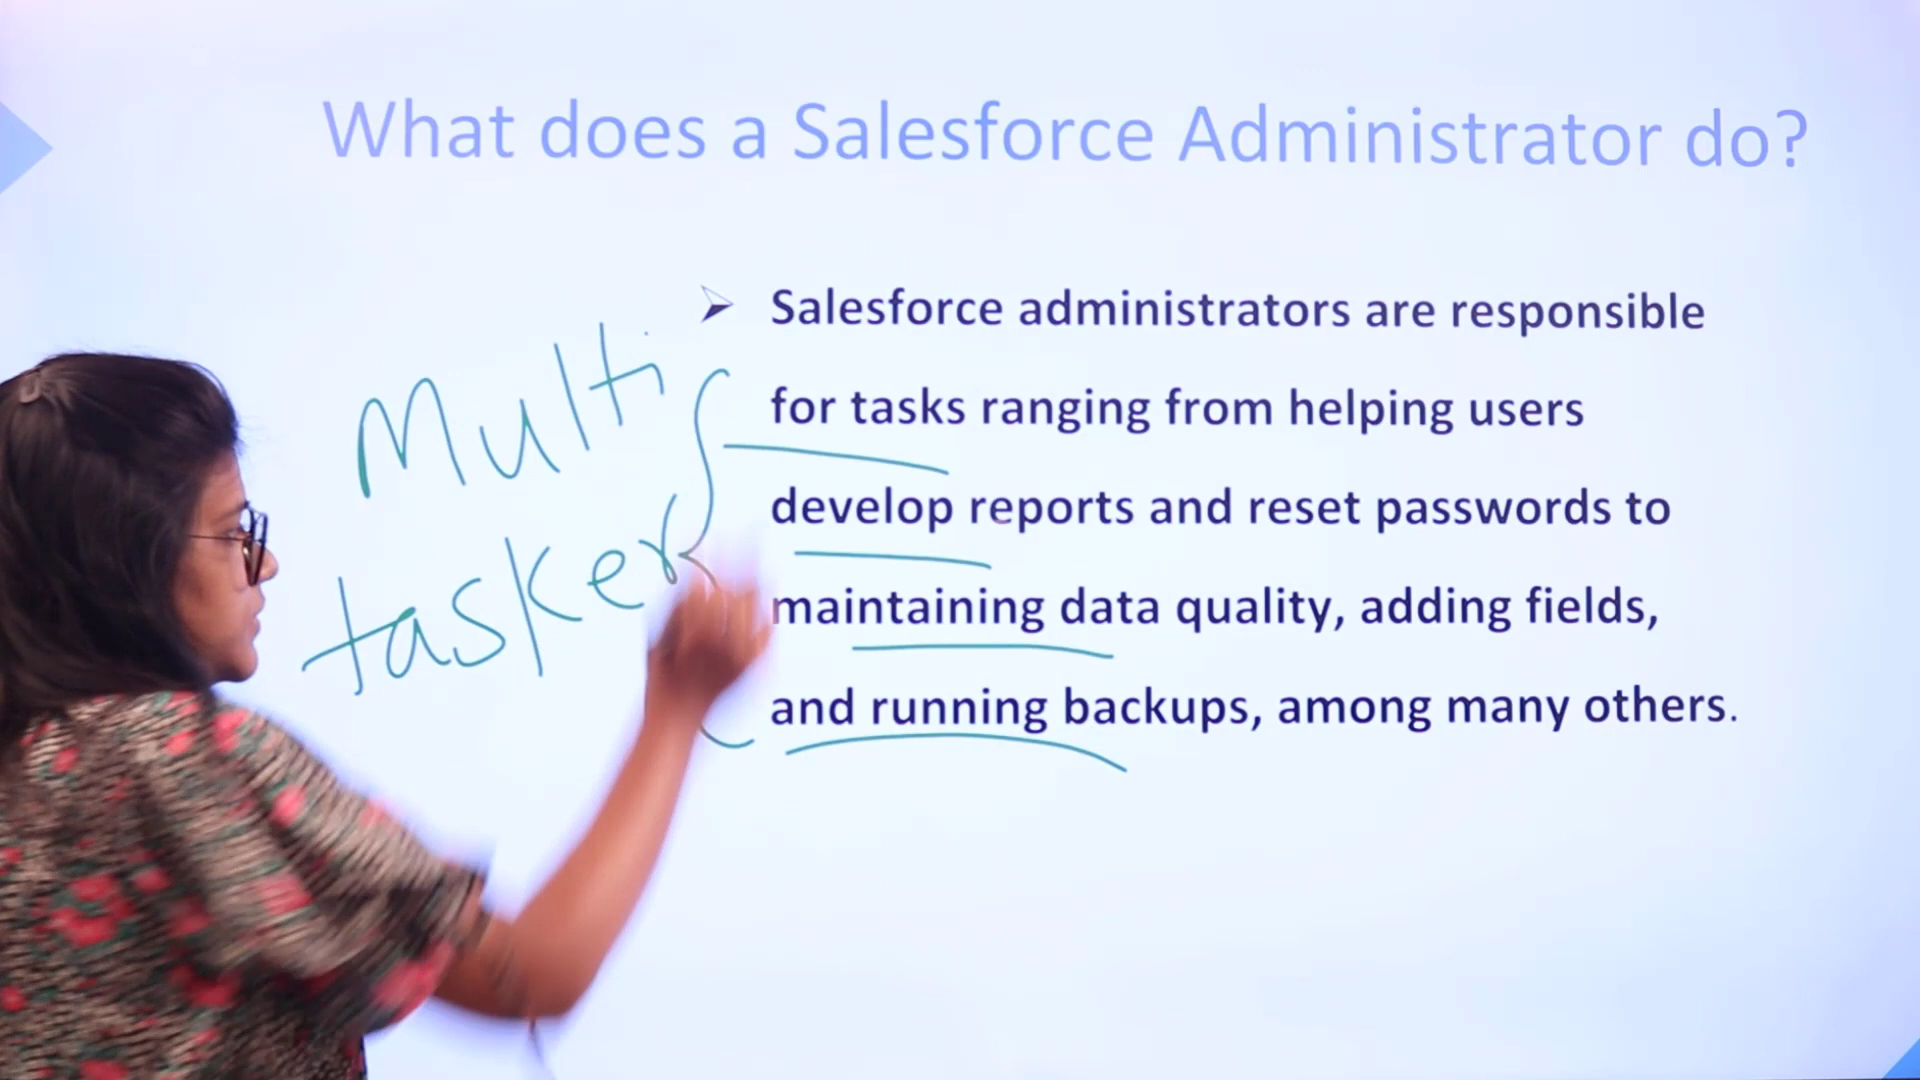 What does a Salesforce Administrator do?
➢ Salesforce administrators are responsible
for tasks ranging from helping users
develop reports and reset passwords to
maintaining data quality, adding fields,
and running backups, among many others.
Multi
tasker